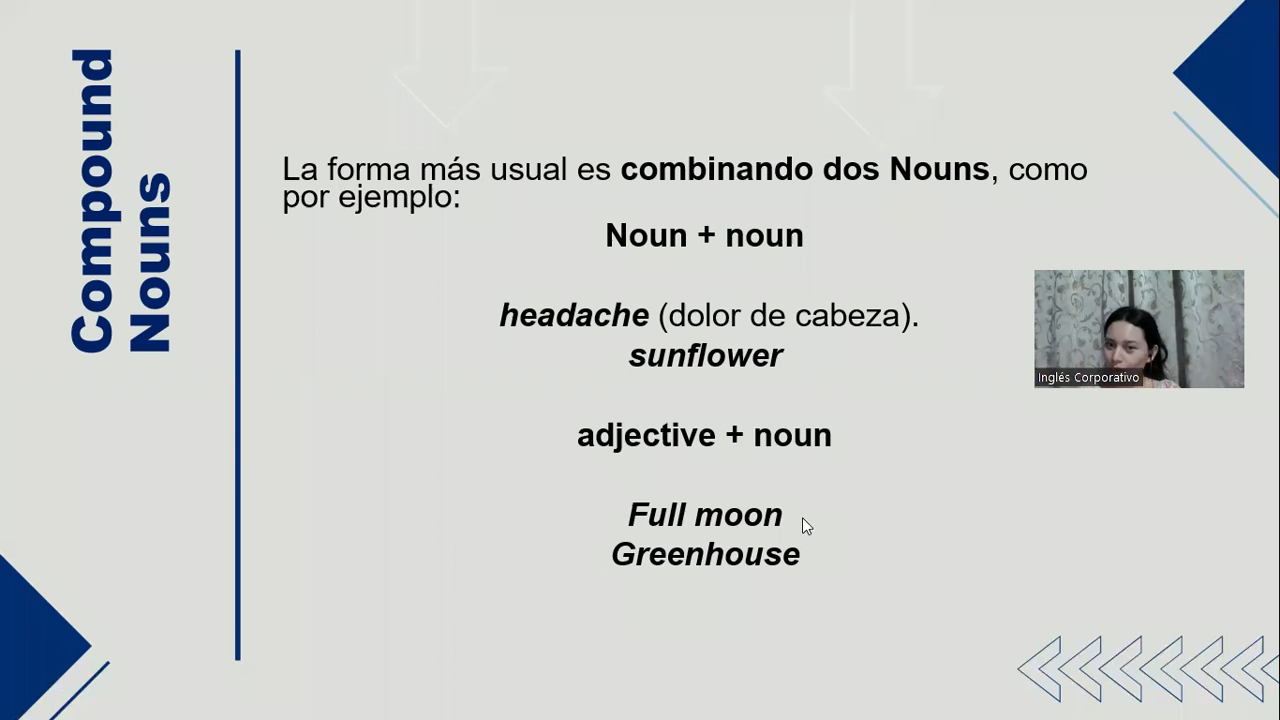 Compound
Nouns
La forma más usual es combinando dos Nouns, como
por ejemplo:
Noun + noun
headache (dolor de cabeza).
sunflower
adjective + noun
Full moon
Greenhouse
Inglés Corporativo